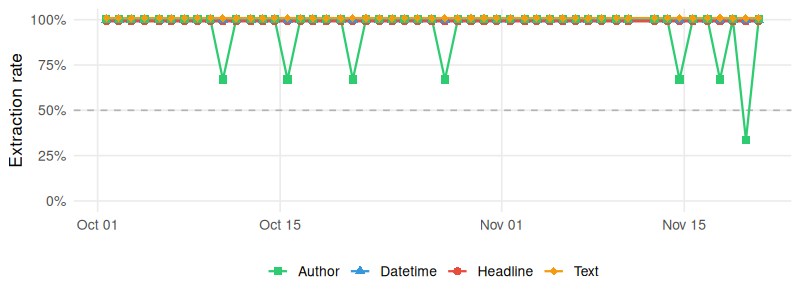 Extraction rate
100%
75%
50%
25%
0%
Oct 01 Oct 15 Nov 01 Nov 15
Author Datetime Headline Text